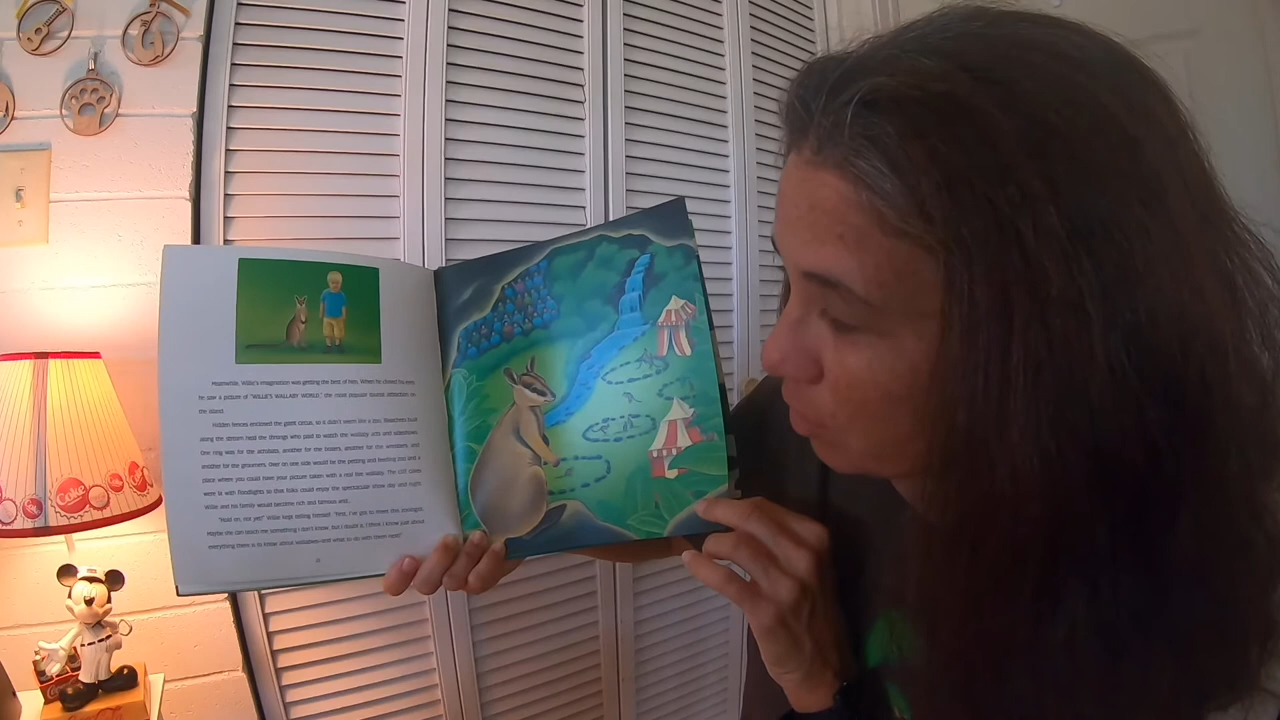 Meanwhile, Willie's imagination was getting the best of him. When he closed his eyes
he saw a picture of "WILLIE'S WALLABY WORLD," the most popular tourist attraction on
the island.
Hidden fences enclosed the giant circus, so it didn't seem like a zoo. Bleachers built
along the stream held the throngs who paid to watch the wallaby acts and sideshows.
One ring was for the acrobats, another for the boxers, another for the wrestlers, and
another for the groomers. Over on one side would be the petting and feeding zoo and a
place where you could have your picture taken with a real live wallaby. The cliff caves
were lit with floodlights so that folks could enjoy the spectacular show day and night.
Willie and his family would become rich and famous and...
"Hold on, not yet!" Willie kept telling himself. "First, I've got to meet this zoologist.
Maybe she can teach me something I don't know, but I doubt it. I think I know just about
everything there is to know about wallabies—and what to do with them next!"
Coke
Coca-Cola